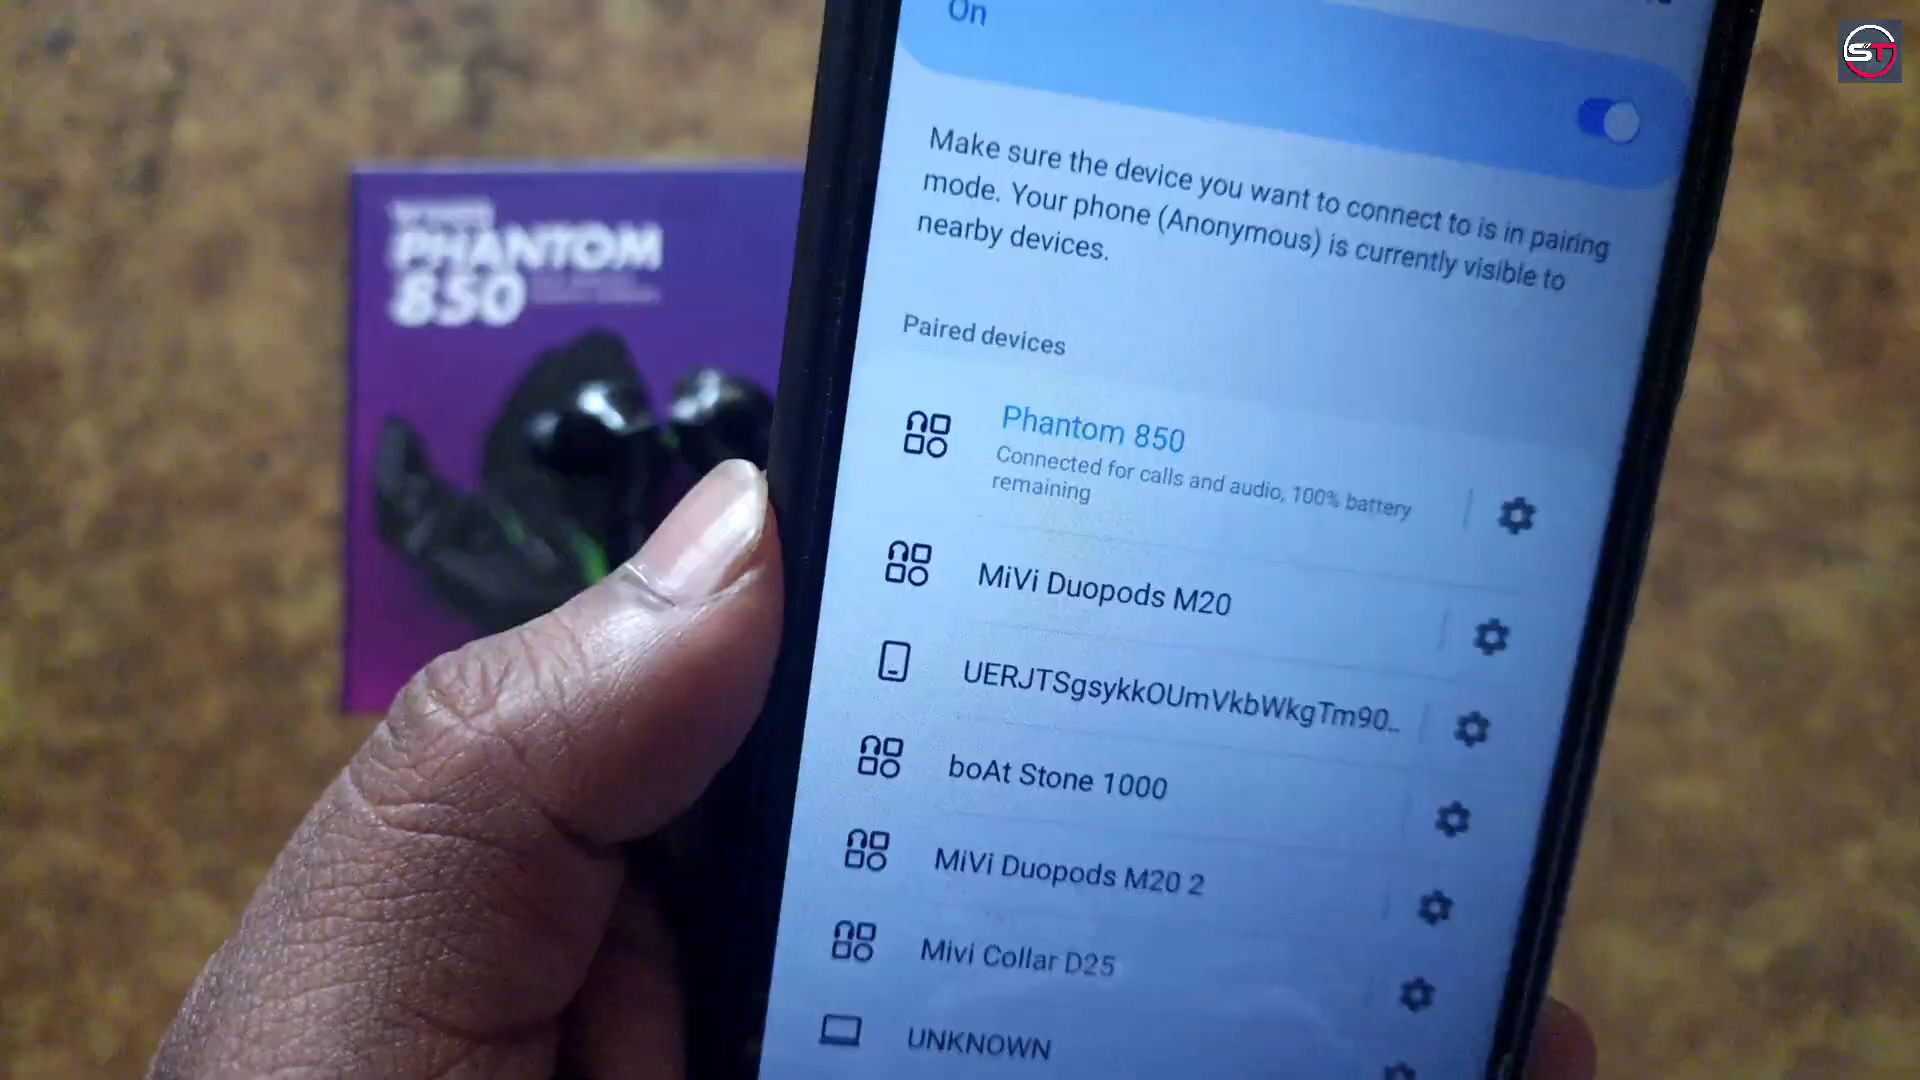 On
Make sure the device you want to connect to is in pairing
mode. Your phone (Anonymous) is currently visible to
nearby devices.
Paired devices
Phantom 850
Connected for calls and audio, 100% battery
remaining
MiVi Duopods M20
UERJTSgsykkOUmVkbWkgTm90..
boAt Stone 1000
MiVi Duopods M20 2
Mivi Collar D25
UNKNOWN
PHANTOM
850
ST